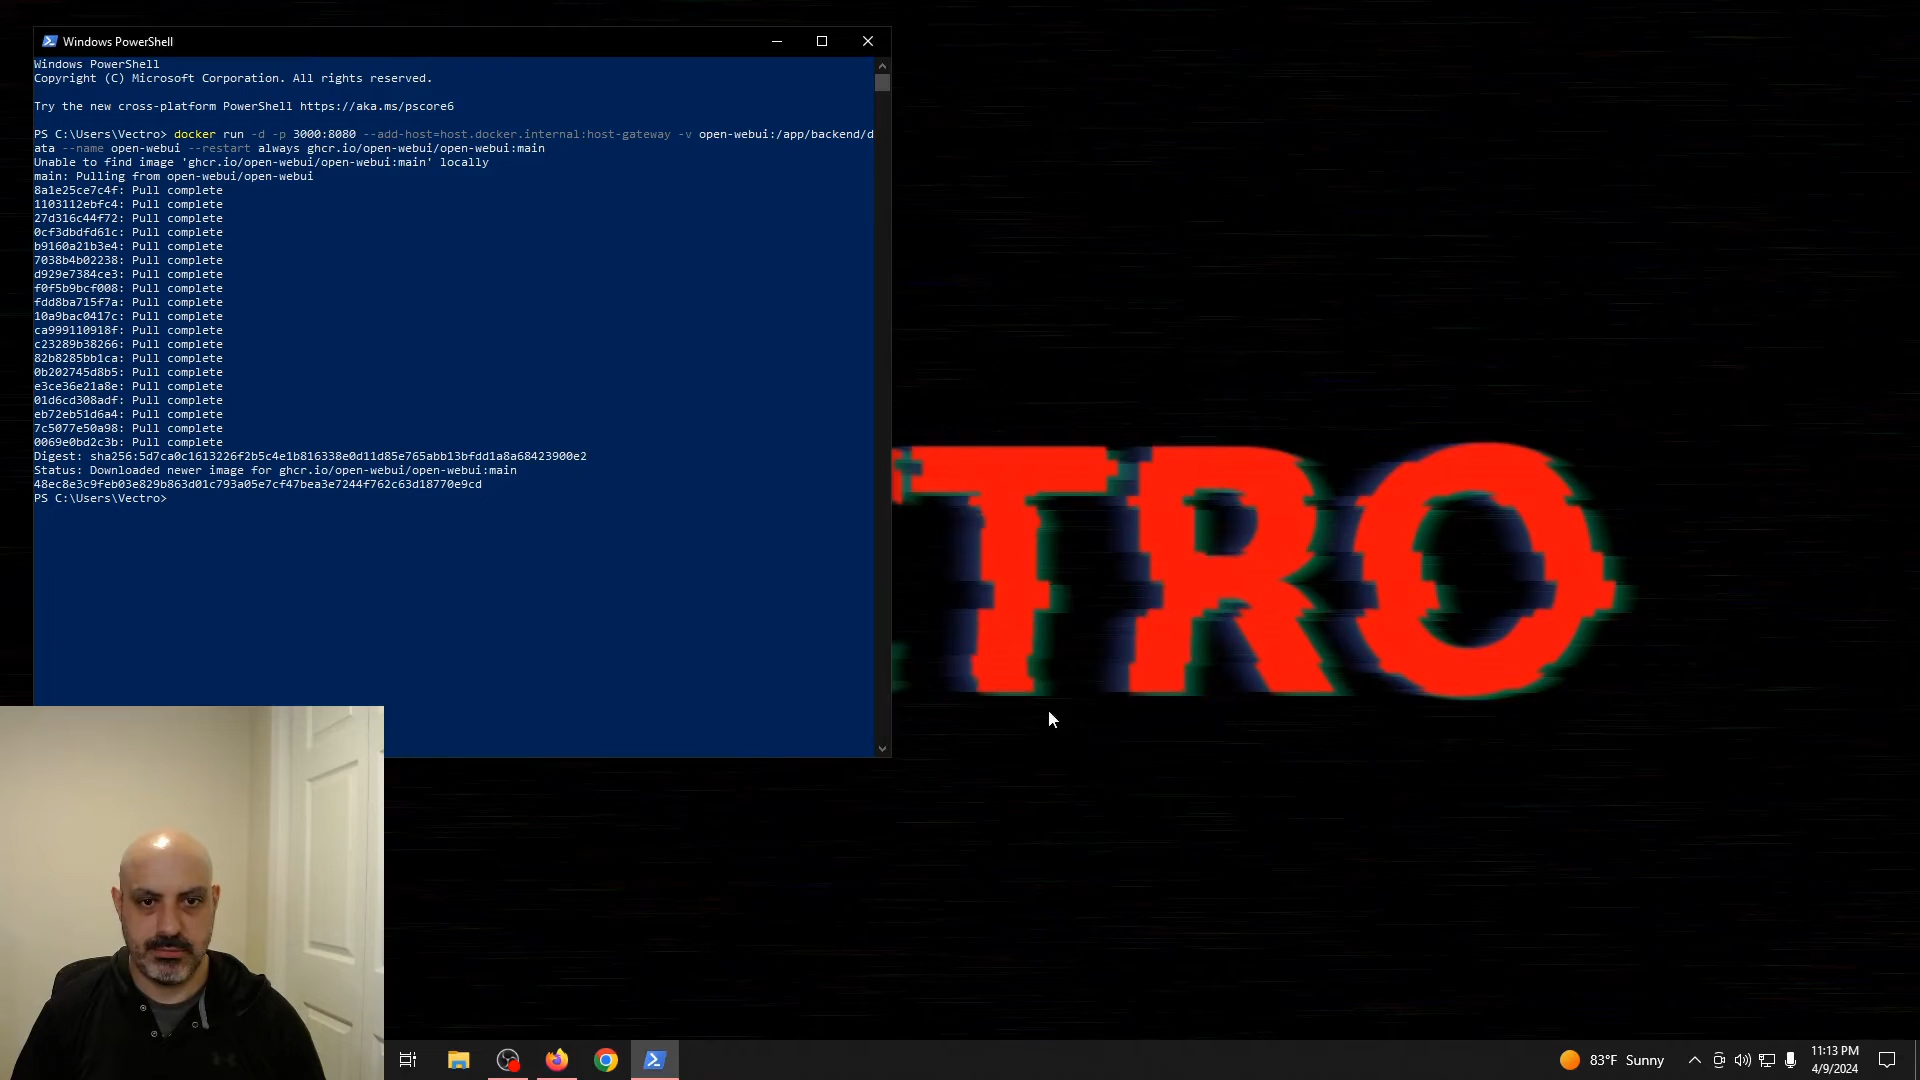 Windows PowerShell
Windows PowerShell
Copyright (C) Microsoft Corporation. All rights reserved.
Try the new cross-platform PowerShell https://aka.ms/pscore6
PS C:\Users\Vectro> docker run -d -p 3000:8080 --add-host=host.docker.internal:host-gateway -v open-webui:/app/backend/d
ata --name open-webui --restart always ghcr.io/open-webui/open-webui:main
Unable to find image 'ghcr.io/open-webui/open-webui:main' locally
main: Pulling from open-webui/open-webui
8a1e25ce7c4f: Pull complete
1103112ebfc4: Pull complete
27d316c44f72: Pull complete
0cf3dbdfd61c: Pull complete
b9160a21b3e4: Pull complete
7038b4b02238: Pull complete
d929e7384ce3: Pull complete
f0f5b9bcf008: Pull complete
fdd8ba715f7a: Pull complete
10a9bac0417c: Pull complete
ca999110918f: Pull complete
c23289b38266: Pull complete
82b8285bb1ca: Pull complete
0b202745d8b5: Pull complete
e3ce36e21a8e: Pull complete
01d6cd308adf: Pull complete
eb72eb51d6a4: Pull complete
7c5077e50a98: Pull complete
0069e0bd2c3b: Pull complete
Digest: sha256:5d7ca0c1613226f2b5c4e1b816338e0d11d85e765abb13bfdd1a8a68423900e2
Status: Downloaded newer image for ghcr.io/open-webui/open-webui:main
48ec8e3c9feb03e829b863d01c793a05e7cf47bea3e7244f762c63d18770e9cd
PS C:\Users\Vectro>
TRO
83°F Sunny
11:13 PM
4/9/2024